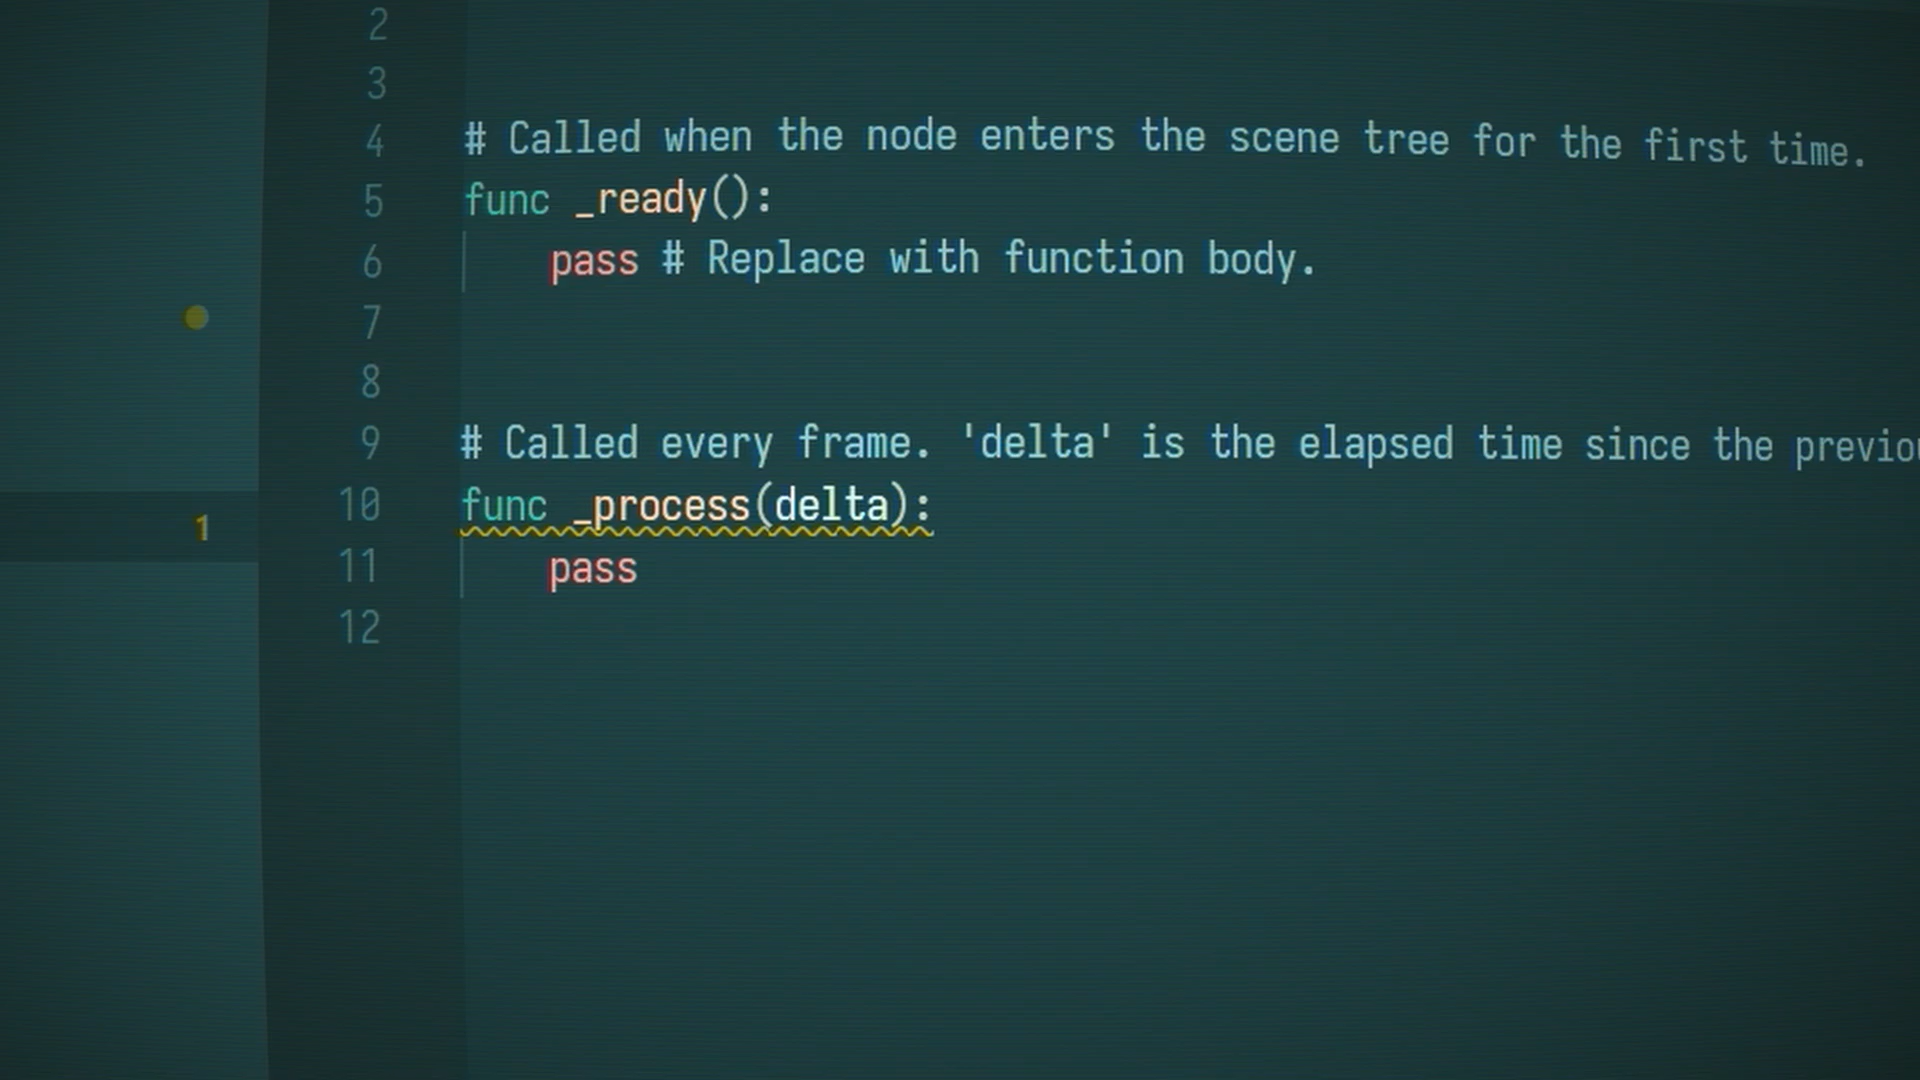 2
3
4 # Called when the node enters the scene tree for the first time.
5 func _ready():
6 pass # Replace with function body.
7
8
9 # Called every frame. 'delta' is the elapsed time since the
1 10 func _process(delta):
11 pass
12